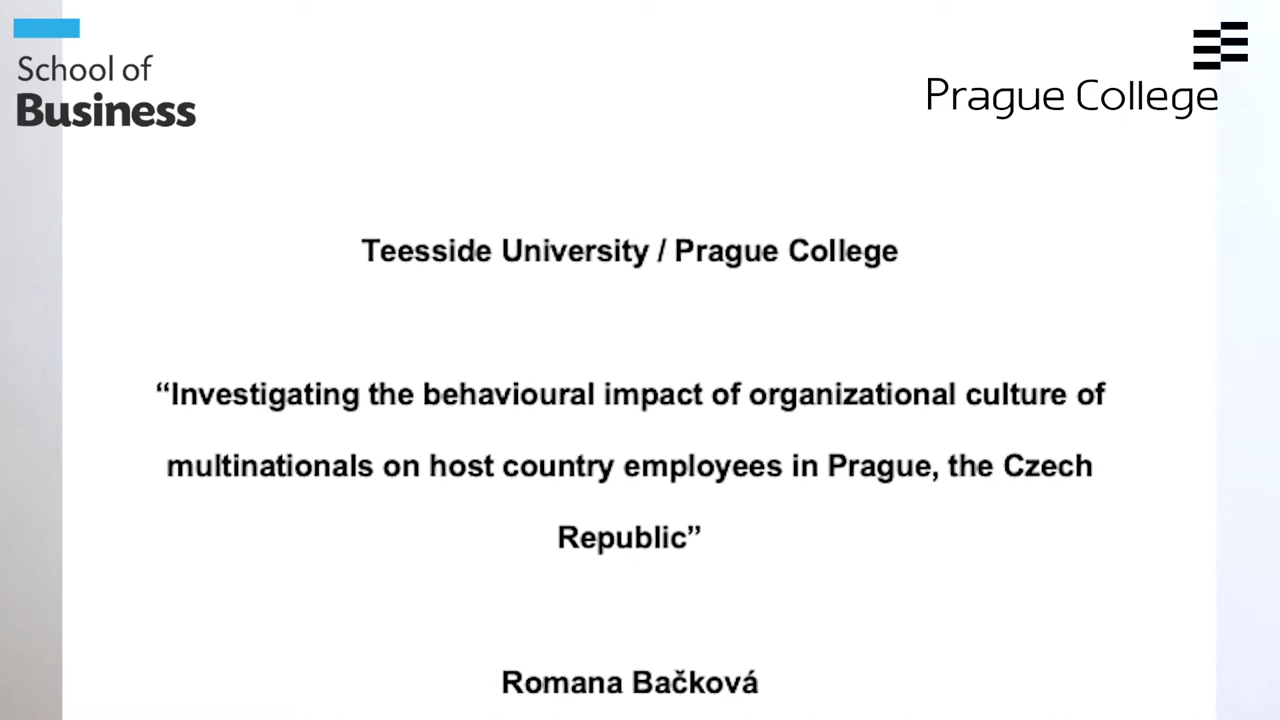 School of
Business
Prague College
Teesside University / Prague College
“Investigating the behavioural impact of organizational culture of
multinationals on host country employees in Prague, the Czech
Republic”
Romana Bačková